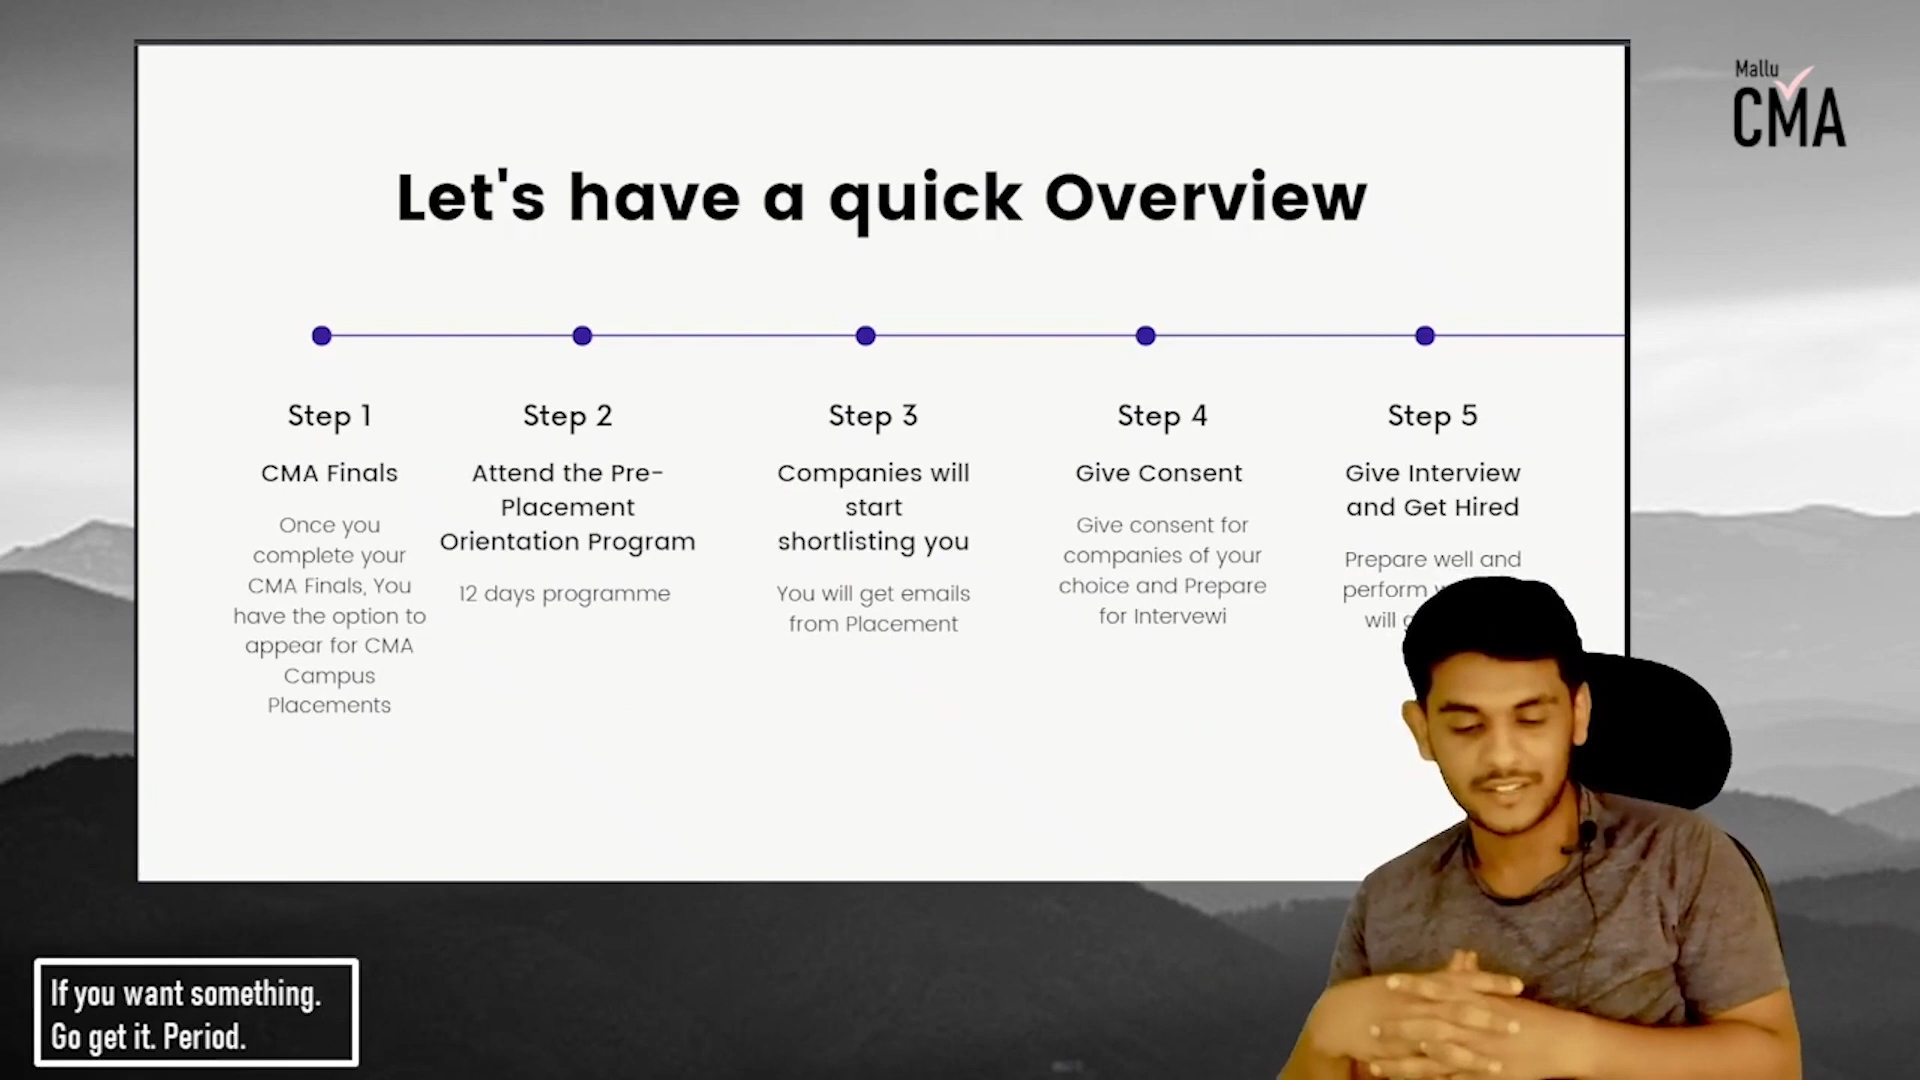 Mallu
CMA
Let's have a quick Overview
Step 1
CMA Finals
Once you
complete your
CMA Finals, You
have the option to
appear for CMA
Campus
Placements
Step 2
Attend the Pre-
Placement
Orientation Program
12 days programme
Step 3
Companies will
start
shortlisting you
You will get emails
from Placement
Step 4
Give Consent
Give consent for
companies of your
choice and Prepare
for Intervewi
Step 5
Give Interview
and Get Hired
Prepare well and
perform
will
If you want something.
Go get it. Period.